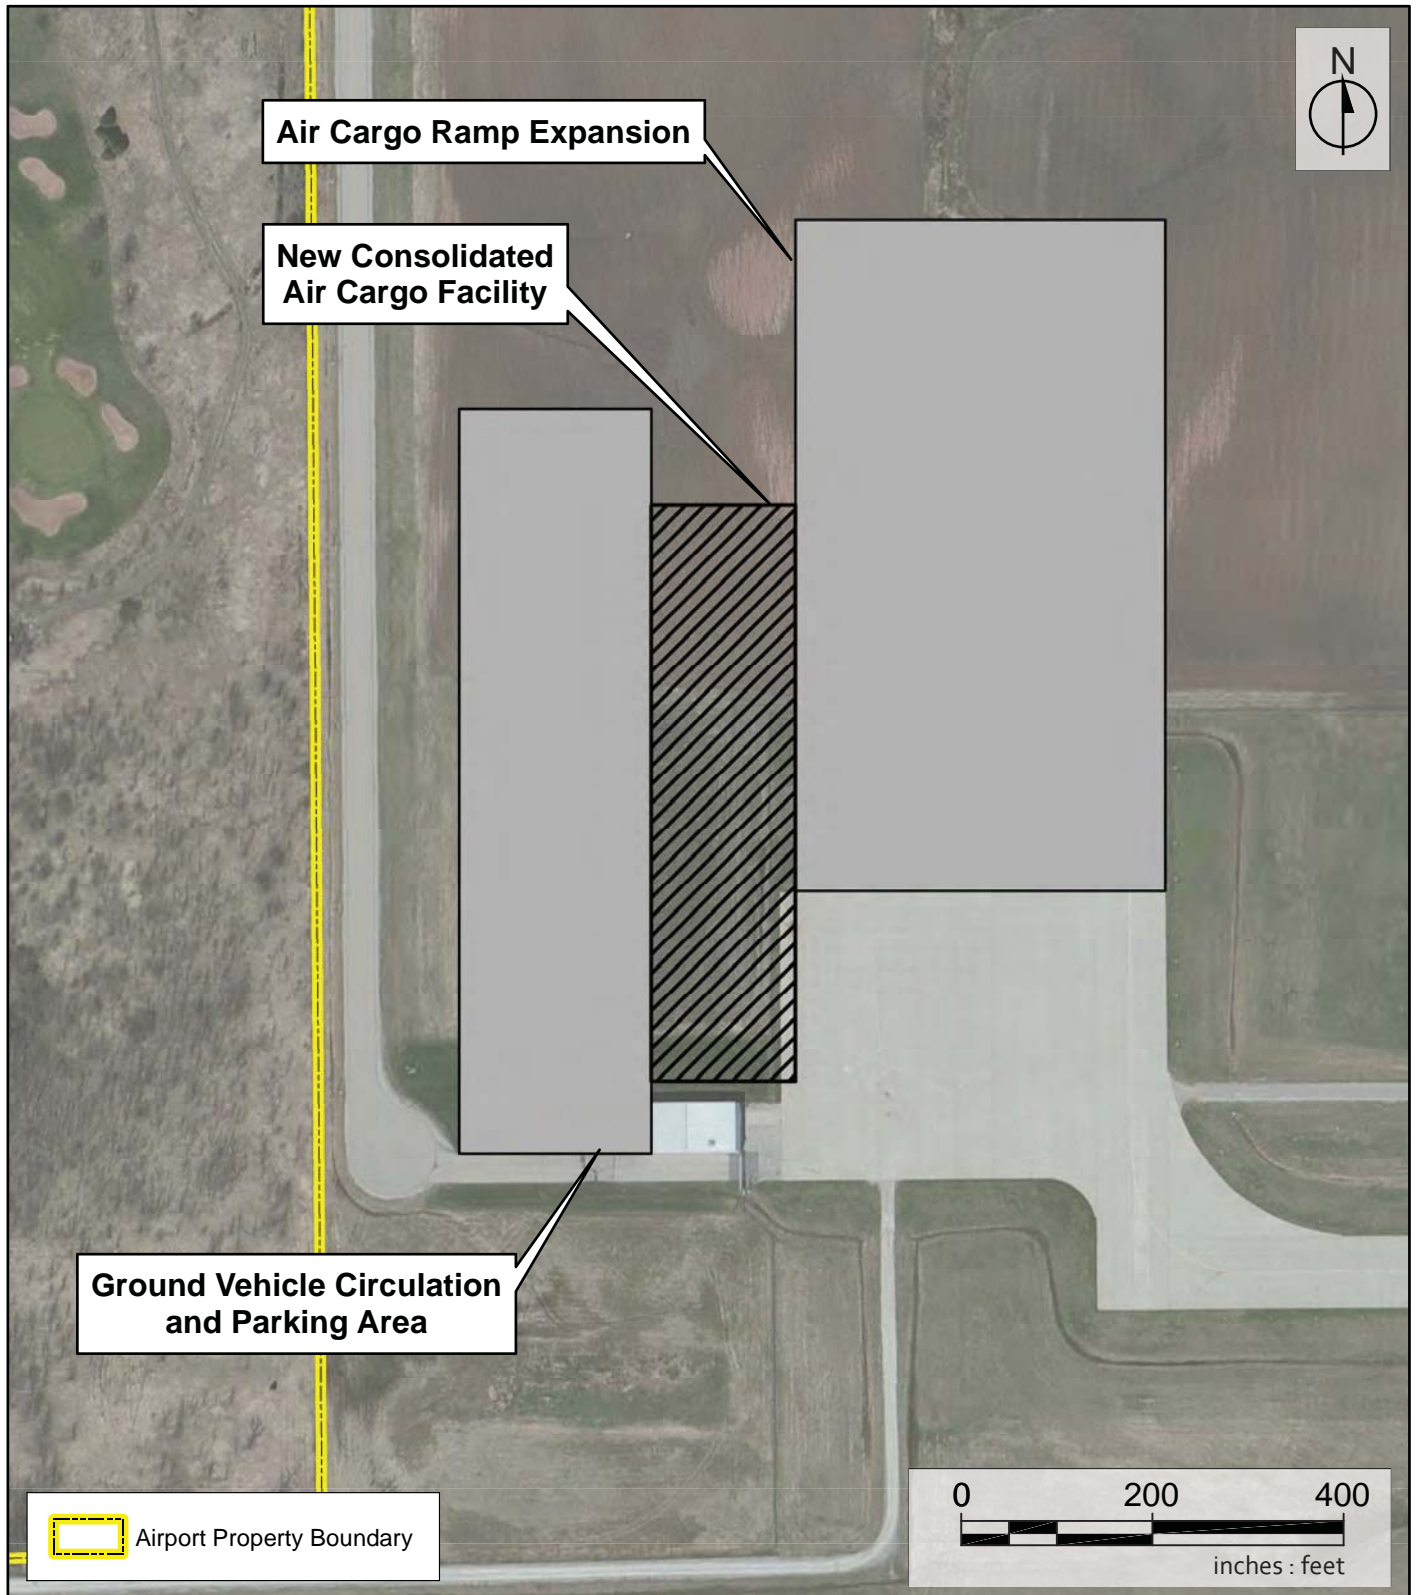 N
Air Cargo Ramp Expansion
New Consolidated
Air Cargo Facility
Ground Vehicle Circulation
and Parking Area
Airport Property Boundary
0 200 400
inches : feet